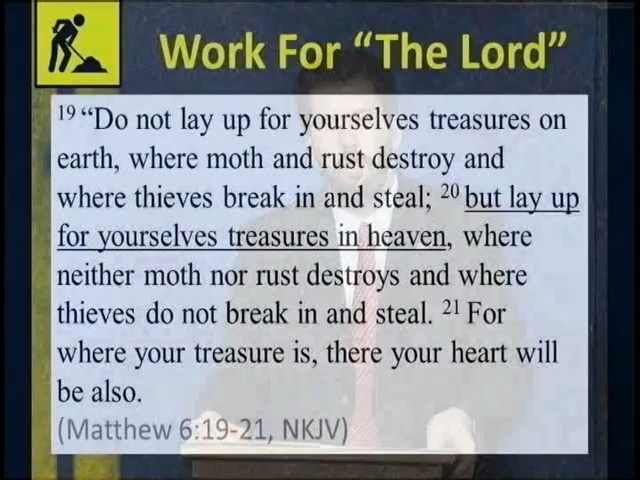 Work For “The Lord”
19 “Do not lay up for yourselves treasures on
earth, where moth and rust destroy and
where thieves break in and steal; 20 but lay up
for yourselves treasures in heaven, where
neither moth nor rust destroys and where
thieves do not break in and steal. 21 For
where your treasure is, there your heart will
be also.
(Matthew 6:19-21, NKJV)